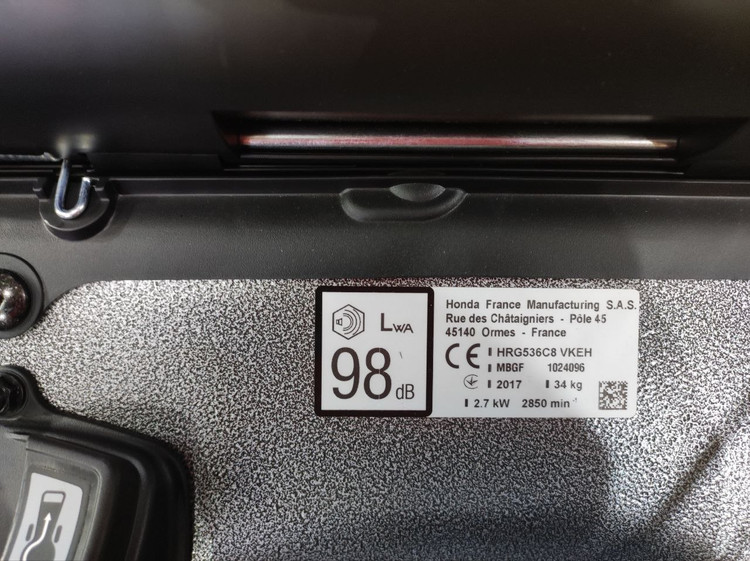 LWA
98 dB
Honda France Manufacturing S.A.S.
Rue des Châtaigniers - Pôle 45
45140 Ormes - France
CE
HRG536C8 VKEH
MBGF 1024096
2017 34 kg
2.7 kW 2850 min⁻